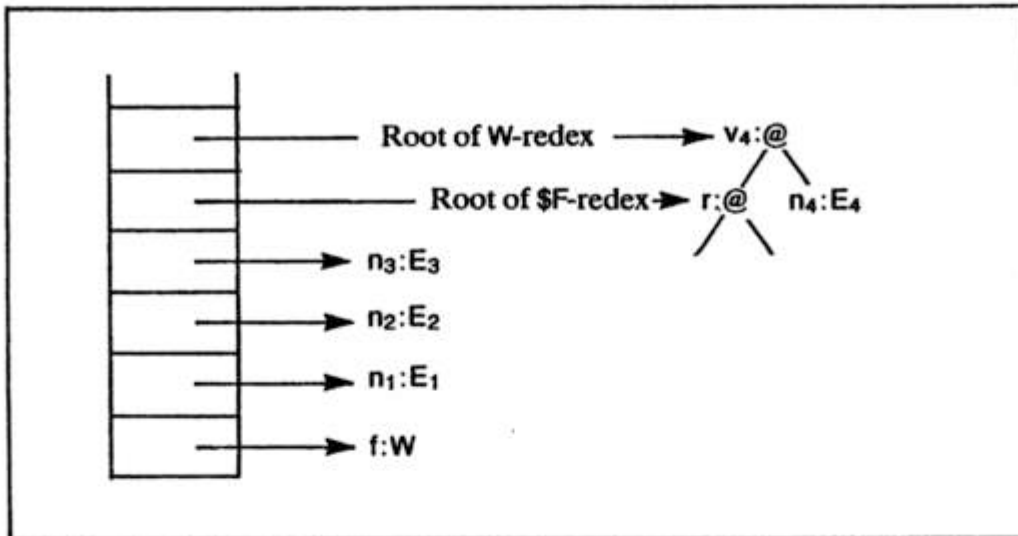 Root of W-redex v₄:@
Root of $F-redex r:@ n₄:E₄
n₃:E₃
n₂:E₂
n₁:E₁
f:W